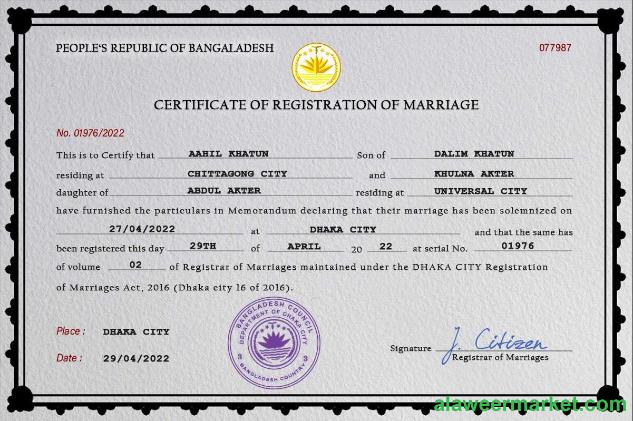 PEOPLE'S REPUBLIC OF BANGLADESH
077987
CERTIFICATE OF REGISTRATION OF MARRIAGE
No. 01976/2022
This is to Certify that AAHIL KHATUN Son of DALIM KHATUN
residing at CHITTAGONG CITY and KHULNA AKTER
daughter of ABDUL AKTER residing at UNIVERSAL CITY
have furnished the particulars in Memorandum declaring that their marriage has been solemnized on
27/04/2022 at DHAKA CITY and that the same has
been registered this day 29TH of APRIL 20 22 at serial No. 01976
of volume 02 of Registrar of Marriages maintained under the DHAKA CITY Registration
of Marriages Act, 2016 (Dhaka city 16 of 2016).
BANGLADESH COUNCIL
DEPARTMENT OF DHAKA CITY
BANGLADESH COUNTRY
Place : DHAKA CITY
Date : 29/04/2022
Signature J. Citizen
Registrar of Marriages
alaweermarket.com